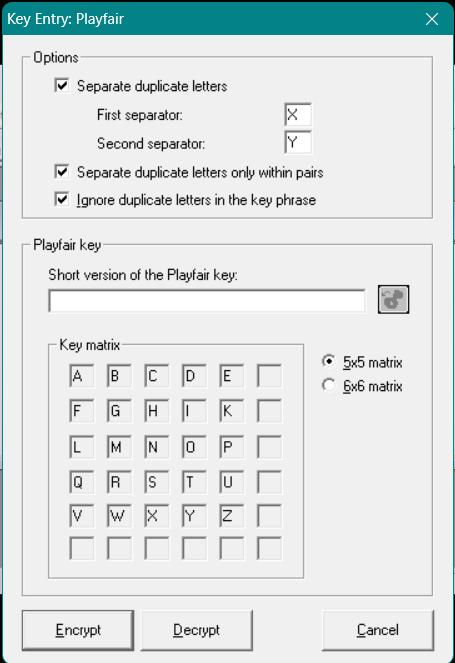 Key Entry: Playfair
Options
Separate duplicate letters
First separator: X
Second separator: Y
Separate duplicate letters only within pairs
Ignore duplicate letters in the key phrase
Playfair key
Short version of the Playfair key:
Key matrix
A B C D E
5x5 matrix
F G H I K
6x6 matrix
L M N O P
Q R S T U
V W X Y Z
Encrypt Decrypt Cancel